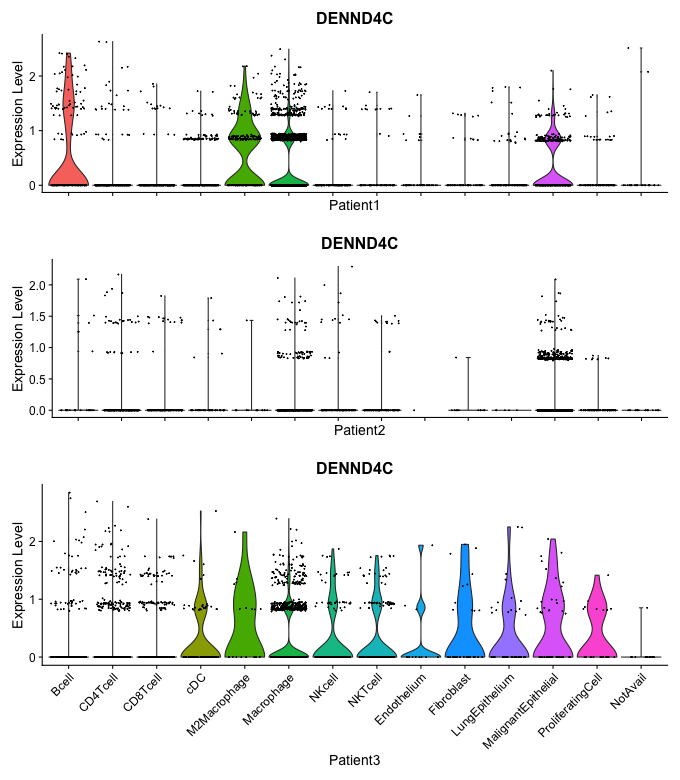 DENND4C
Expression Level
2
1
0
Patient1
DENND4C
Expression Level
2.0
1.5
1.0
0.5
0.0
Patient2
DENND4C
Expression Level
2
1
0
Bcell
CD4Tcell
CD8Tcell
cDC
M2Macrophage
Macrophage
NKcell
NKTcell
Endothelium
Fibroblast
LungEpithelium
MalignantEpithelial
ProliferatingCell
NotAvail
Patient3